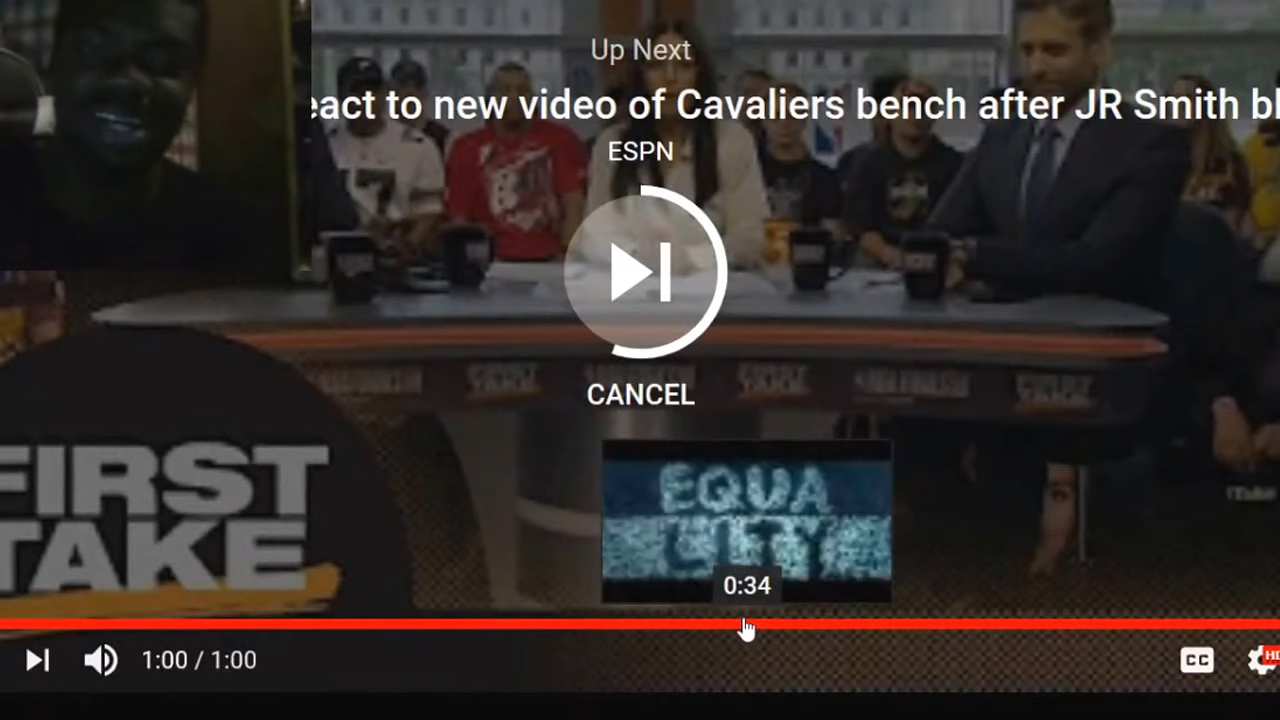 Up Next
eact to new video of Cavaliers bench after JR Smith bl
ESPN
CANCEL
FIRST
TAKE
EQUA
LITY
0:34
1:00 / 1:00
CC
HD